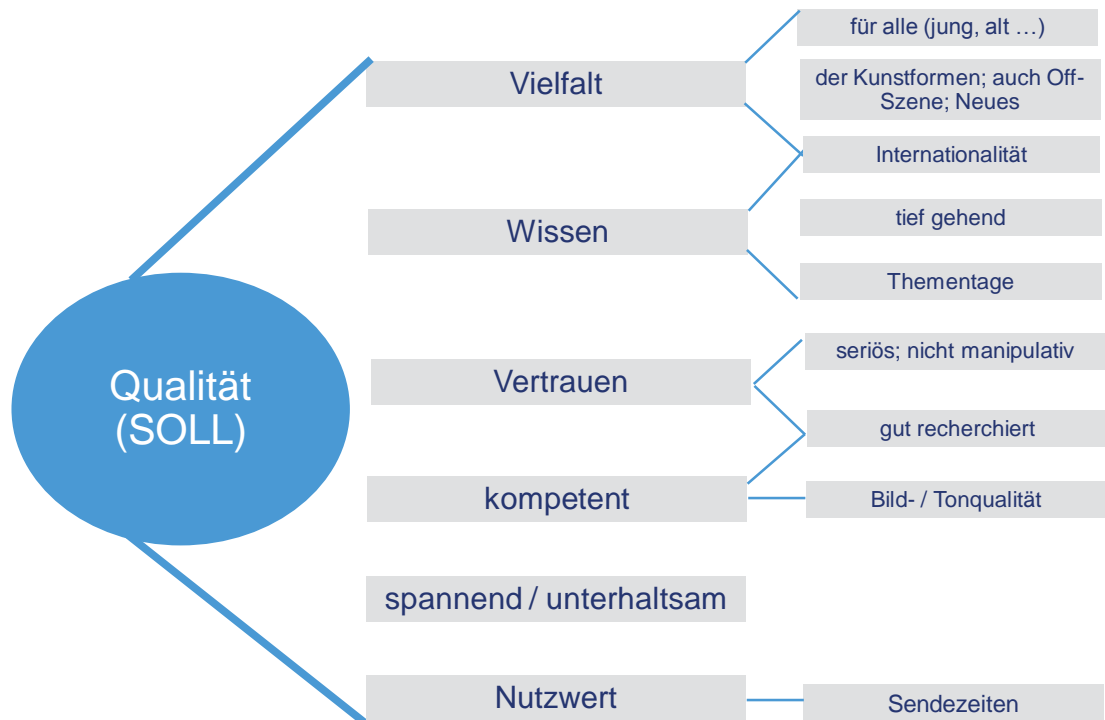 Qualität
(SOLL)
Vielfalt
für alle (jung, alt …)
der Kunstformen; auch Off-
Szene; Neues
Internationalität
Wissen
tief gehend
Thementage
Vertrauen
seriös; nicht manipulativ
gut recherchiert
kompetent
Bild- / Tonqualität
spannend / unterhaltsam
Nutzwert
Sendezeiten